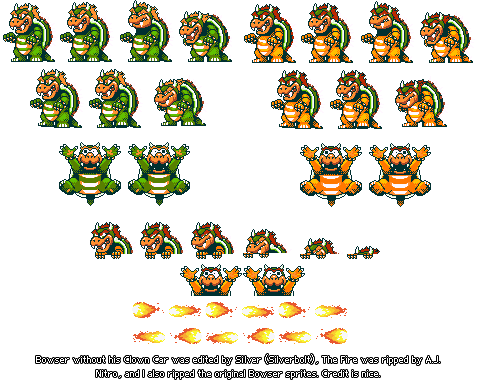 Bowser without his Clown Car was edited by Silver (Silverbolt), The Fire was ripped by A.J.
Nitro, and I also ripped the original Bowser sprites. Credit is nice.